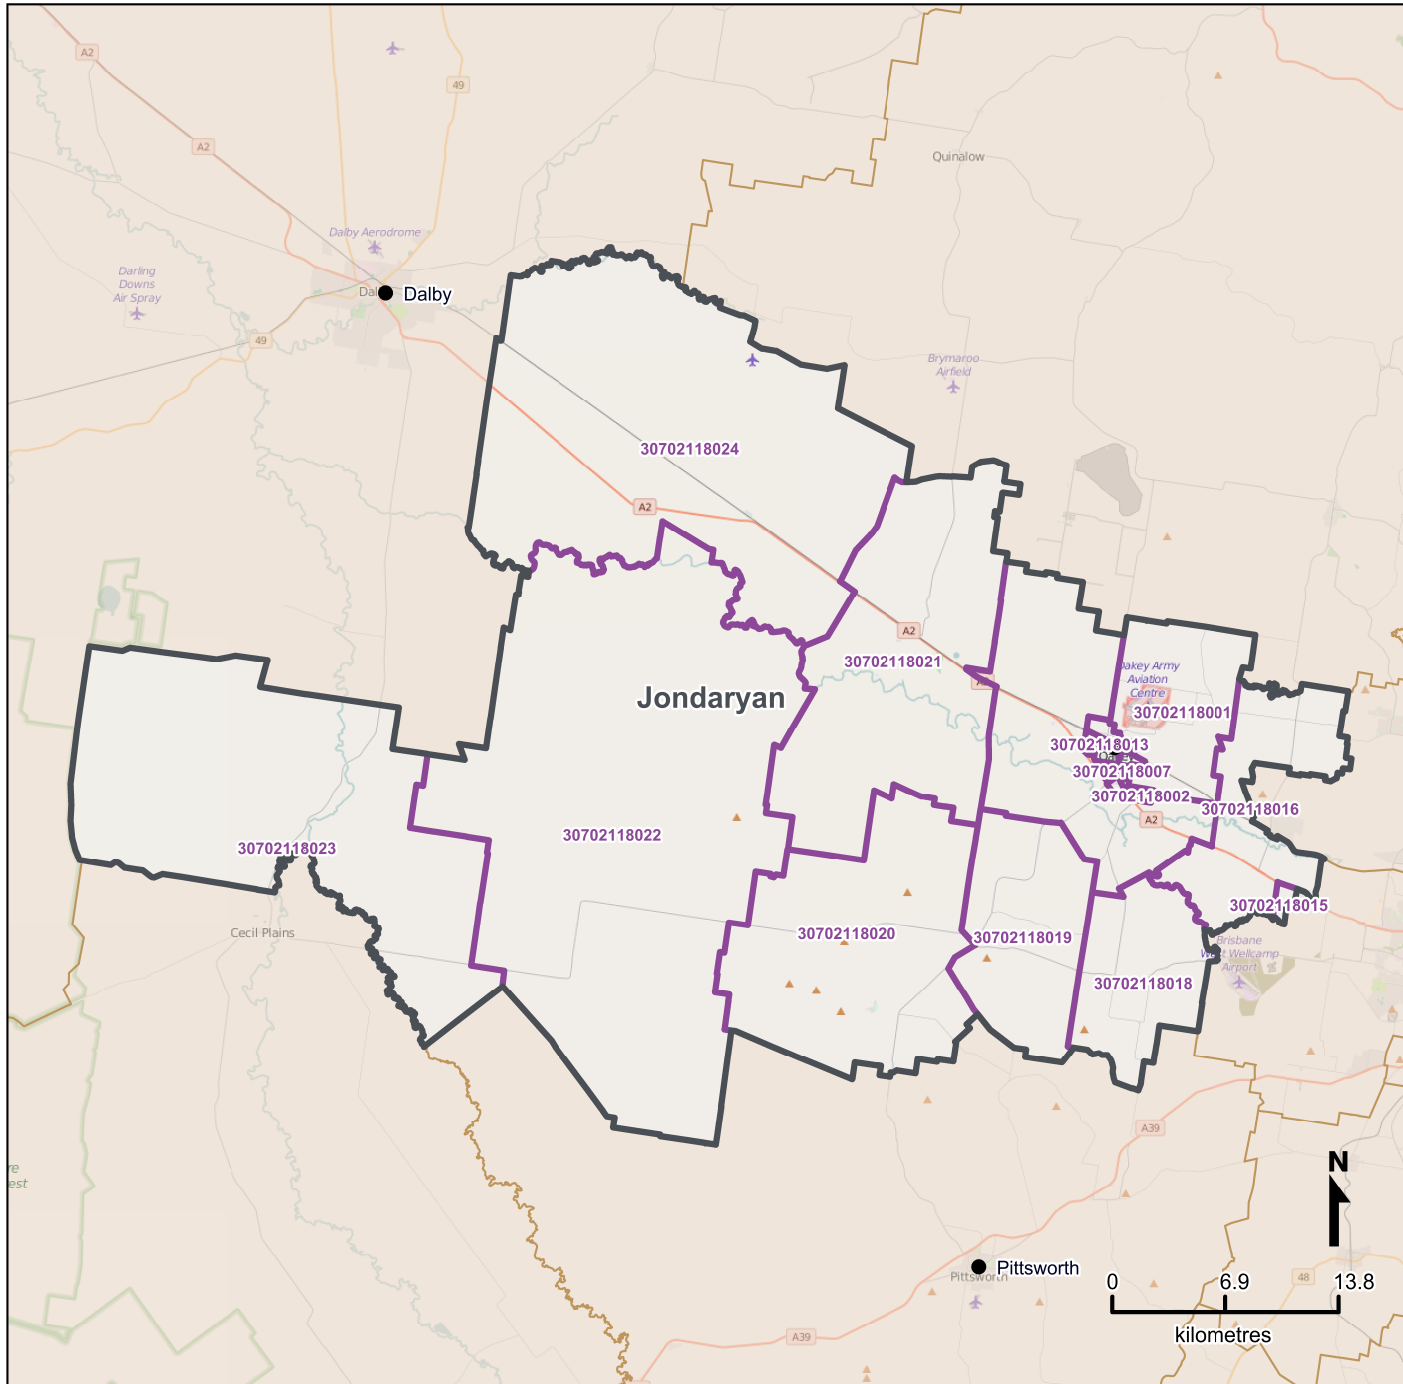 A2
49
A2
Quinalow
Dalby Aerodrome
Darling
Downs
Air Spray
Dalby
49
Brymaroo
Airfield
30702118024
A2
A2
30702118021
Oakey Army
Aviation
Centre
Jondaryan
30702118001
30702118013
30702118007
30702118002
30702118016
A2
30702118022
30702118023
30702118015
Cecil Plains
30702118020
30702118019
Brisbane
West Wellcamp
Airport
30702118018
A39
N
Pittsworth
Pittsworth
0 6.9 13.8
48
kilometres
A39